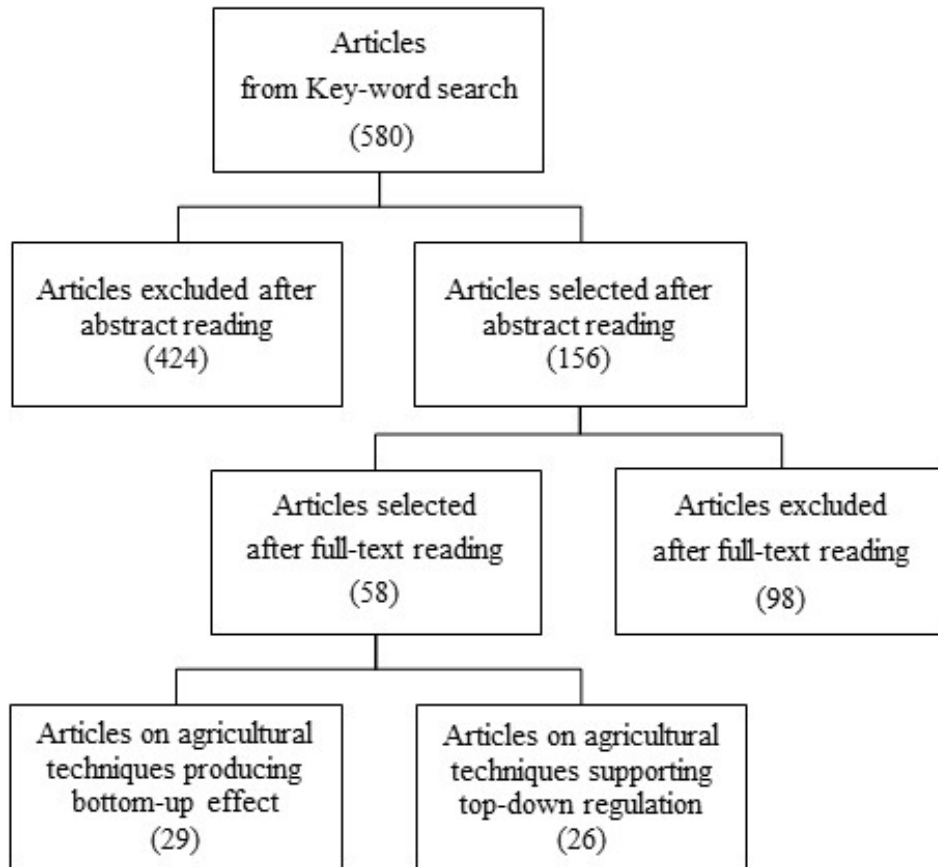 Articles
from Key-word search
(580)
Articles excluded after
abstract reading
(424)
Articles selected after
abstract reading
(156)
Articles selected
after full-text reading
(58)
Articles excluded
after full-text reading
(98)
Articles on agricultural
techniques producing
bottom-up effect
(29)
Articles on agricultural
techniques supporting
top-down regulation
(26)